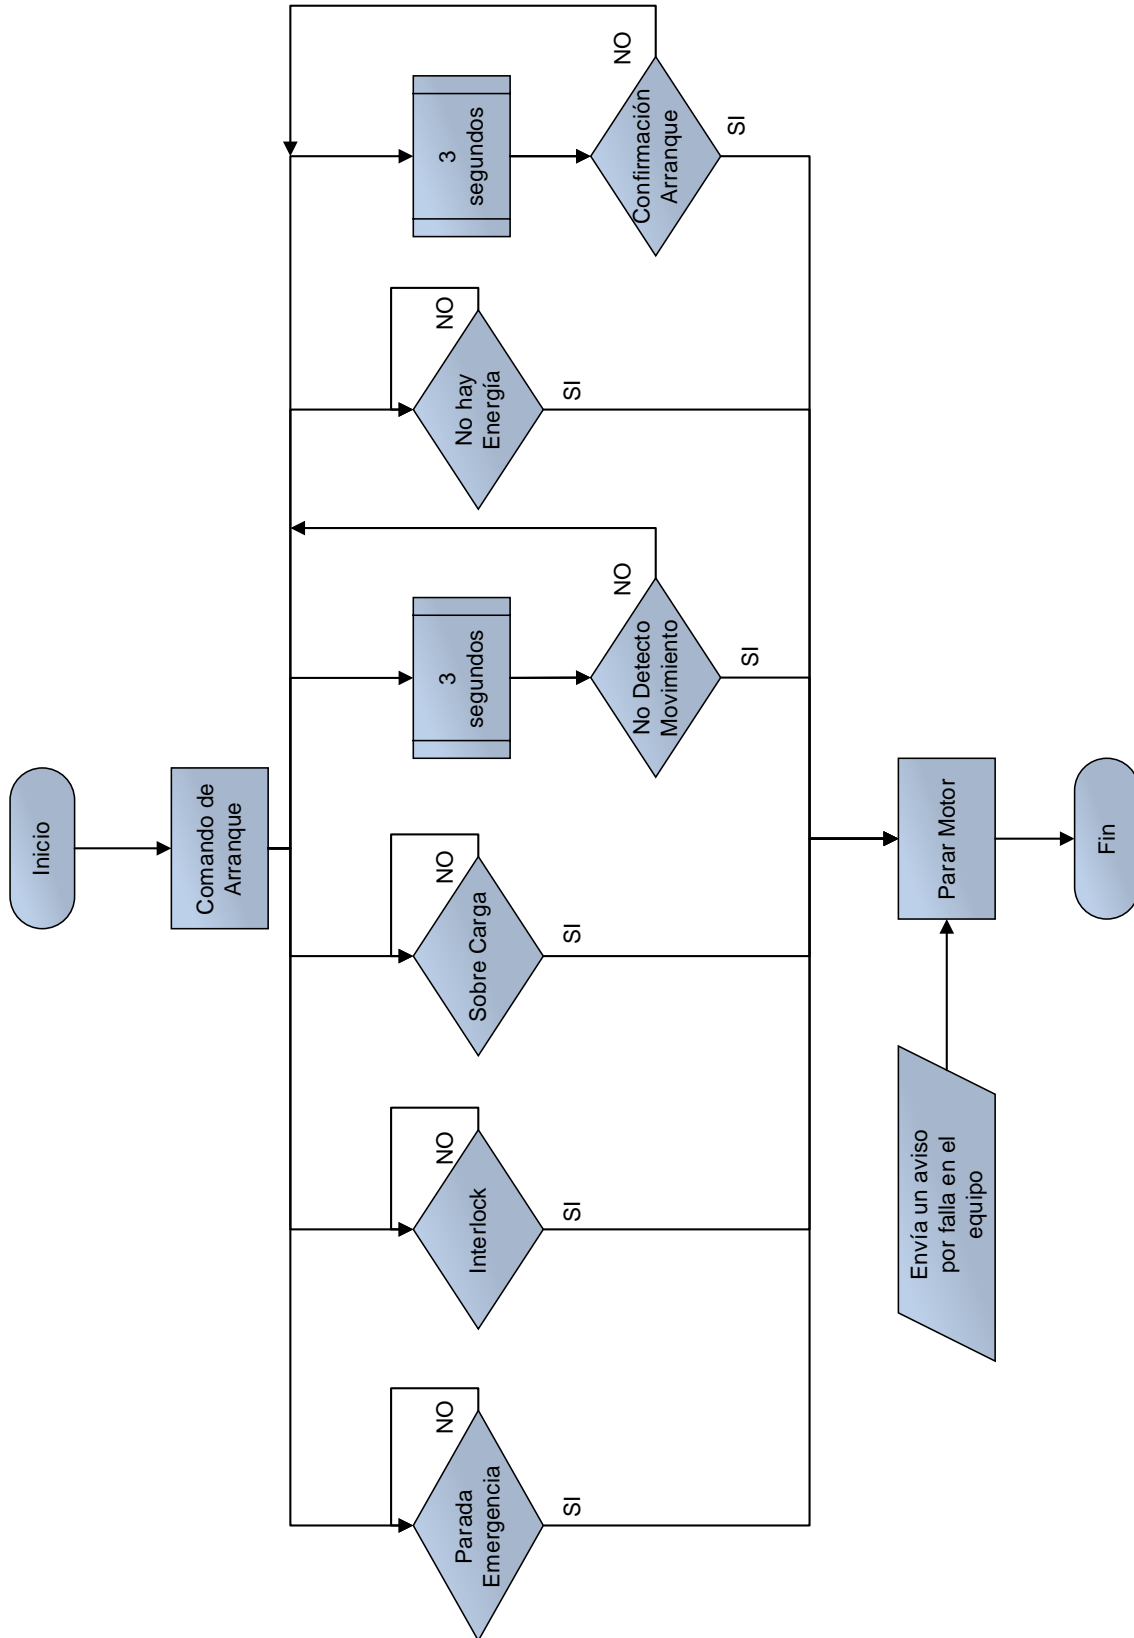 Inicio
Comando de
Arranque
Parada
Emergencia
NO
SI
Interlock
NO
SI
Sobre Carga
NO
SI
3
segundos
No Detecto
Movimiento
NO
SI
No hay
Energía
NO
SI
3
segundos
Confirmación
Arranque
NO
SI
Envía un aviso
por falla en el
equipo
Parar Motor
Fin